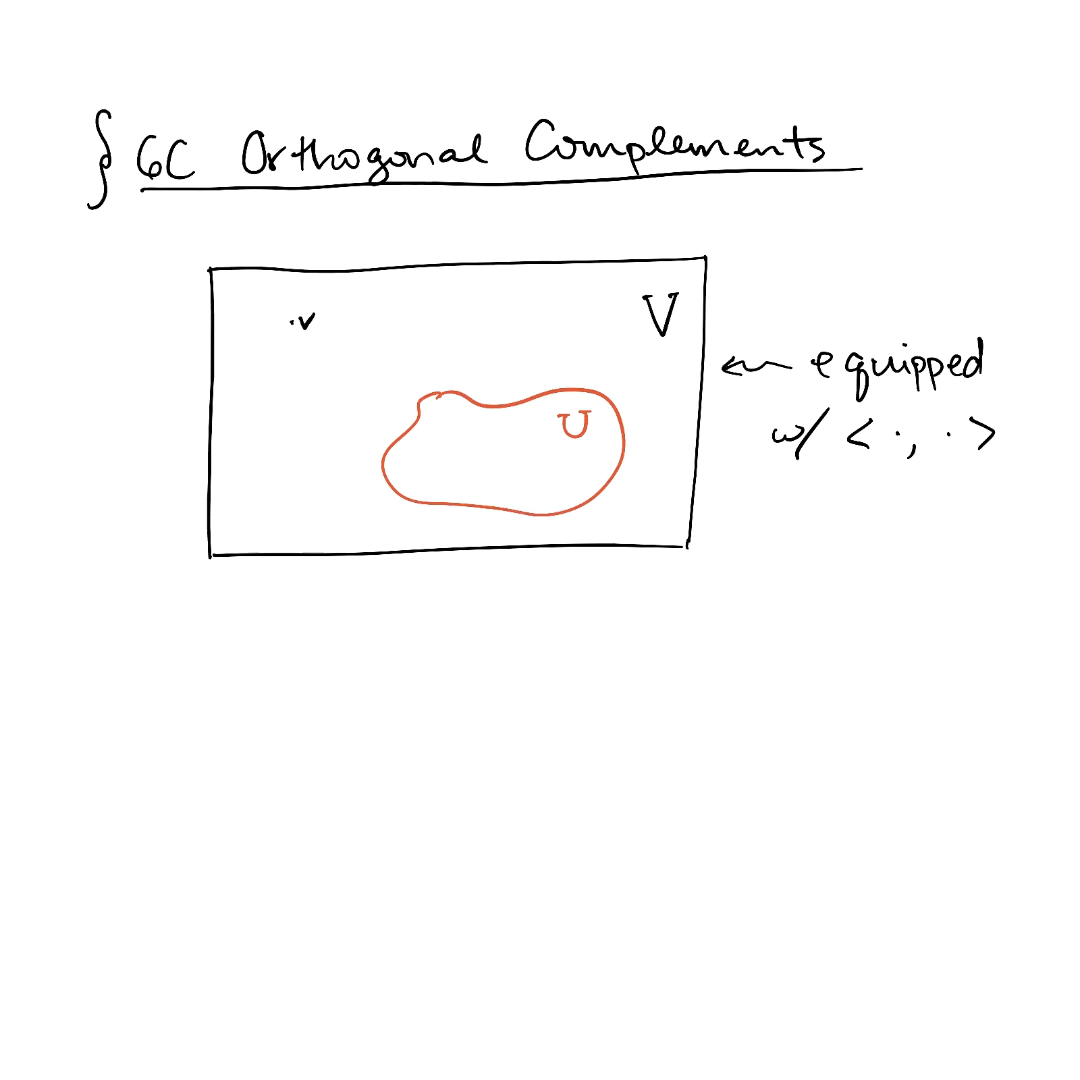 § 6C Orthogonal Complements
.v
V
U
equipped
w/ < ·, · >